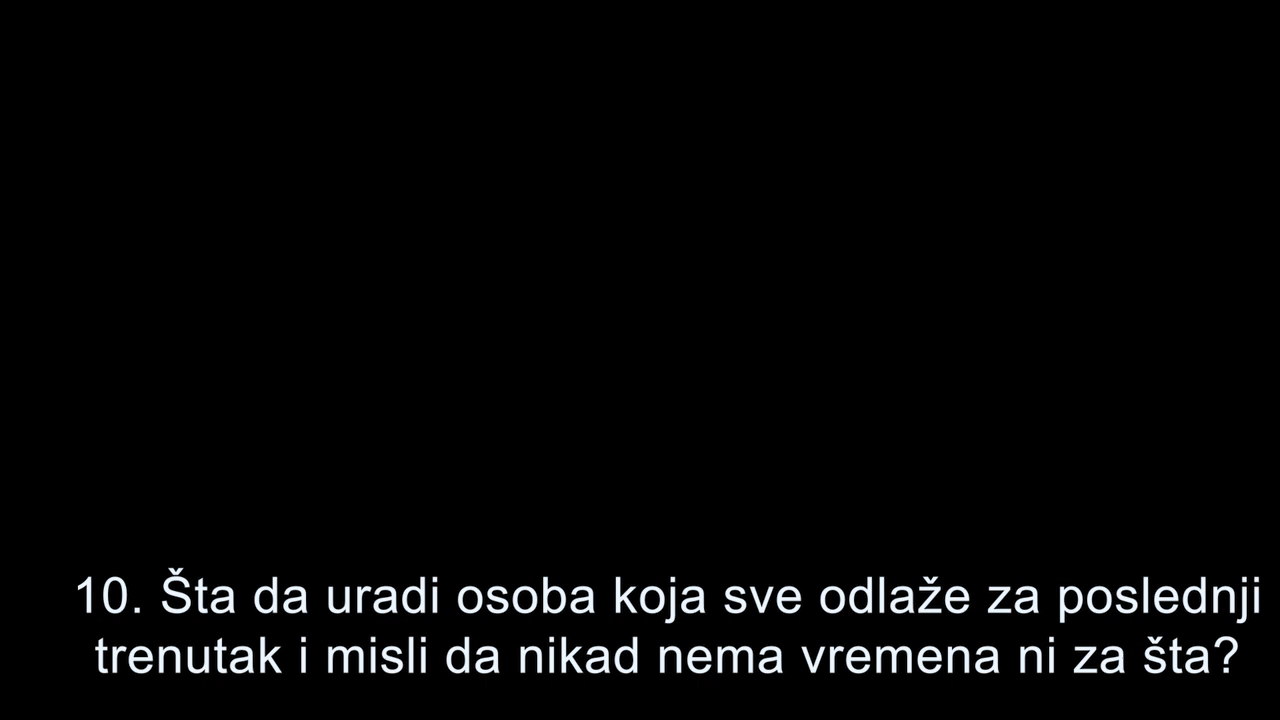 10. Šta da uradi osoba koja sve odlaže za poslednji
trenutak i misli da nikad nema vremena ni za šta?